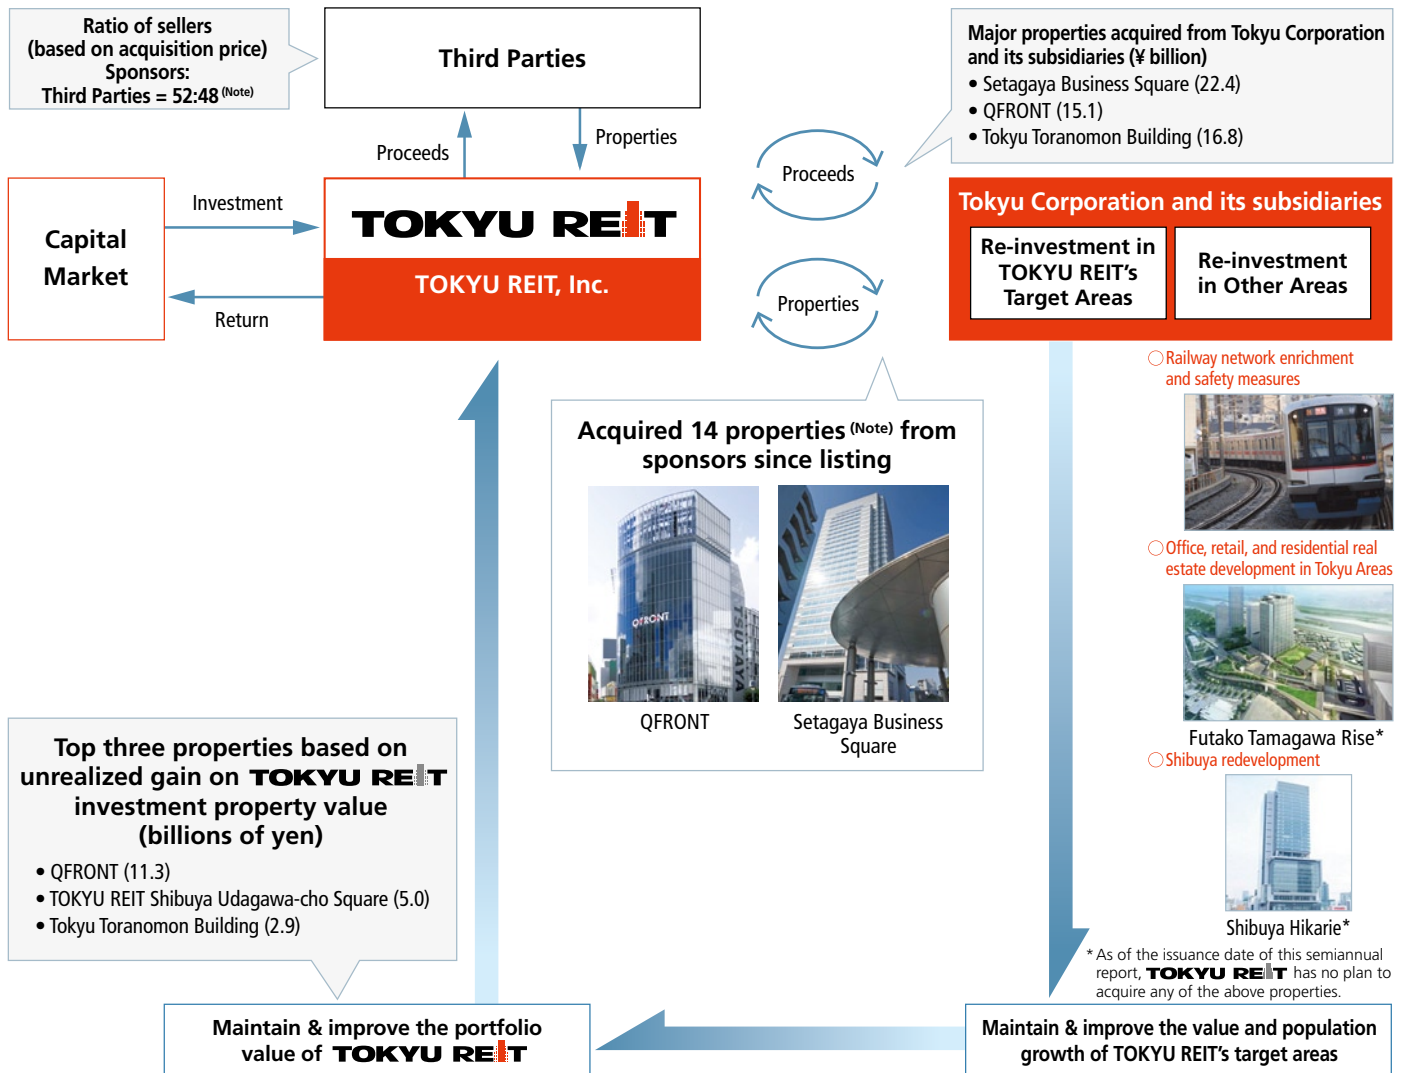 Ratio of sellers
(based on acquisition price)
Sponsors:
Third Parties = 52:48 (Note)
Third Parties
Major properties acquired from Tokyu Corporation
and its subsidiaries (¥ billion)
• Setagaya Business Square (22.4)
• QFRONT (15.1)
• Tokyu Toranomon Building (16.8)
Proceeds
Properties
Capital
Market
Investment
Return
TOKYU REIT
TOKYU REIT, Inc.
Proceeds
Properties
Tokyu Corporation and its subsidiaries
Re-investment in
TOKYU REIT's
Target Areas
Re-investment
in Other Areas
○Railway network enrichment
and safety measures
○Office, retail, and residential real
estate development in Tokyu Areas
Futako Tamagawa Rise*
○Shibuya redevelopment
Shibuya Hikarie*
* As of the issuance date of this semiannual
report, TOKYU REIT has no plan to
acquire any of the above properties.
Acquired 14 properties (Note) from
sponsors since listing
QFRONT
TSUTAYA
QFRONT
Setagaya Business
Square
Top three properties based on
unrealized gain on TOKYU REIT
investment property value
(billions of yen)
• QFRONT (11.3)
• TOKYU REIT Shibuya Udagawa-cho Square (5.0)
• Tokyu Toranomon Building (2.9)
Maintain & improve the portfolio
value of TOKYU REIT
Maintain & improve the value and population
growth of TOKYU REIT's target areas